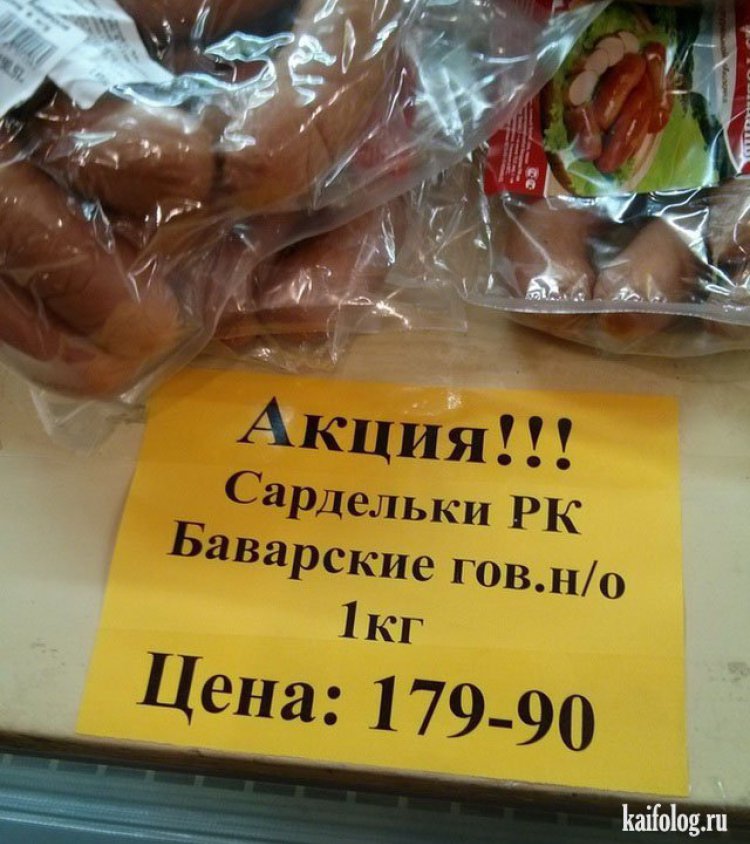 Акция!!!
Сардельки РК
Баварские гов.н/о
1кг
Цена: 179-90
kaifolog.ru